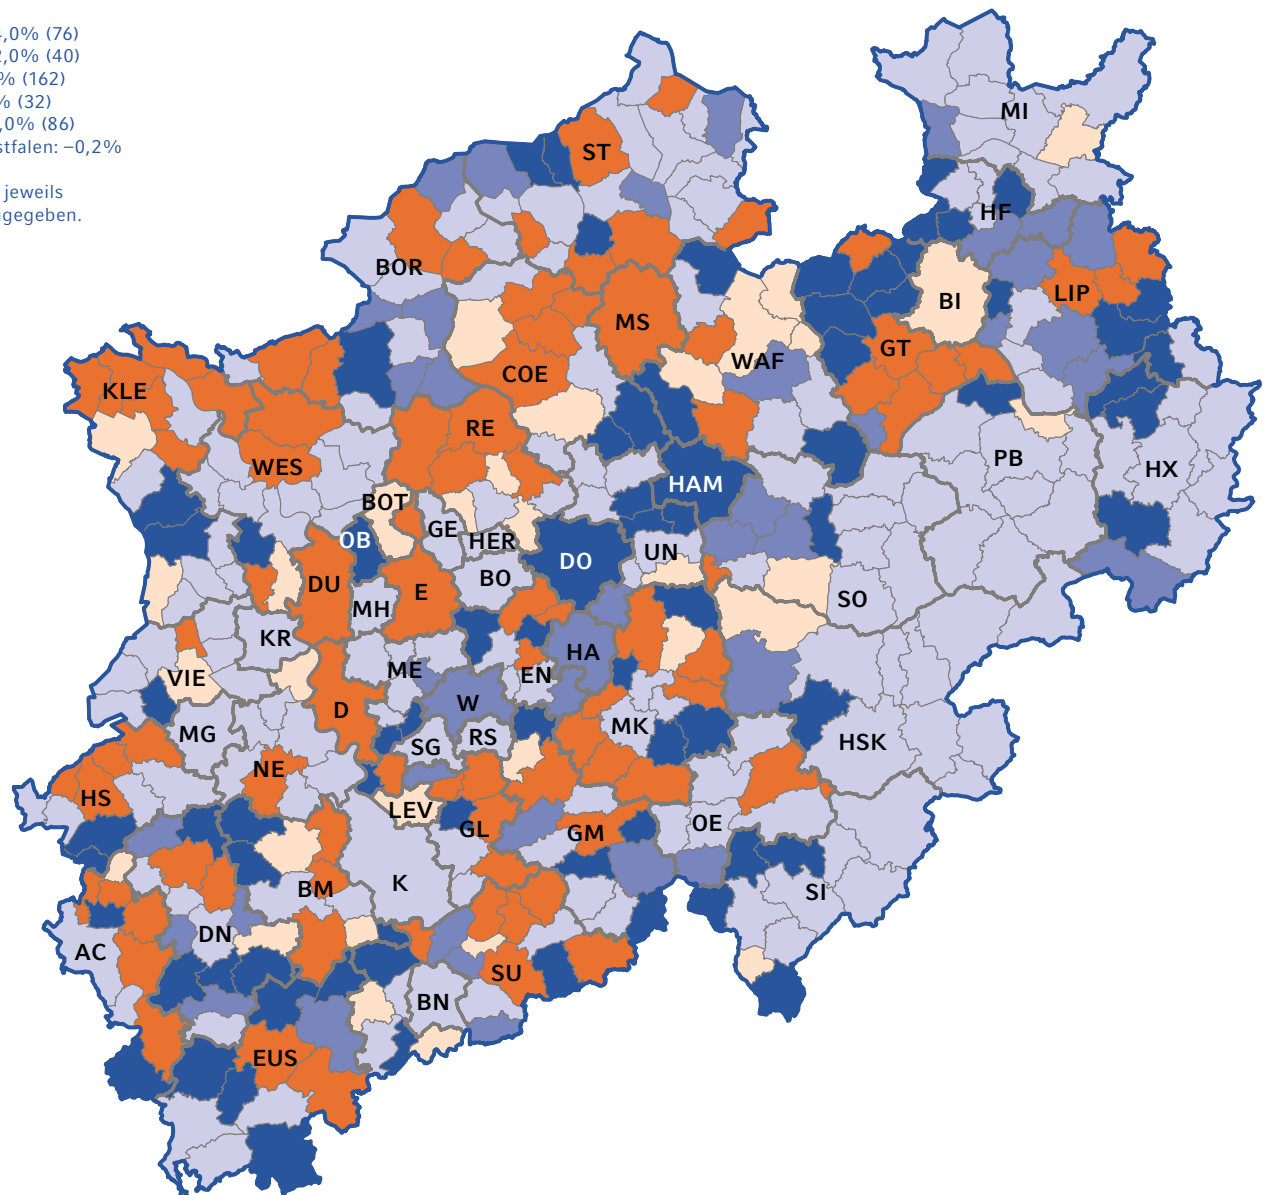 ,0% (76)
2,0% (40)
% (162)
% (32)
,0% (86)
stfalen: –0,2%
jeweils
gegeben.
MI
ST
HF
BOR
LIP
BI
MS
WAF
GT
COE
KLE
RE
WES
PB
HX
HAM
BOT
GE
HER
OB
UN
DO
BO
DU
E
MH
SO
KR
HA
ME
EN
VIE
W
D
MK
MG
RS
SG
HSK
NE
HS
LEV
GL
GM
OE
K
BM
SI
DN
AC
SU
BN
EUS